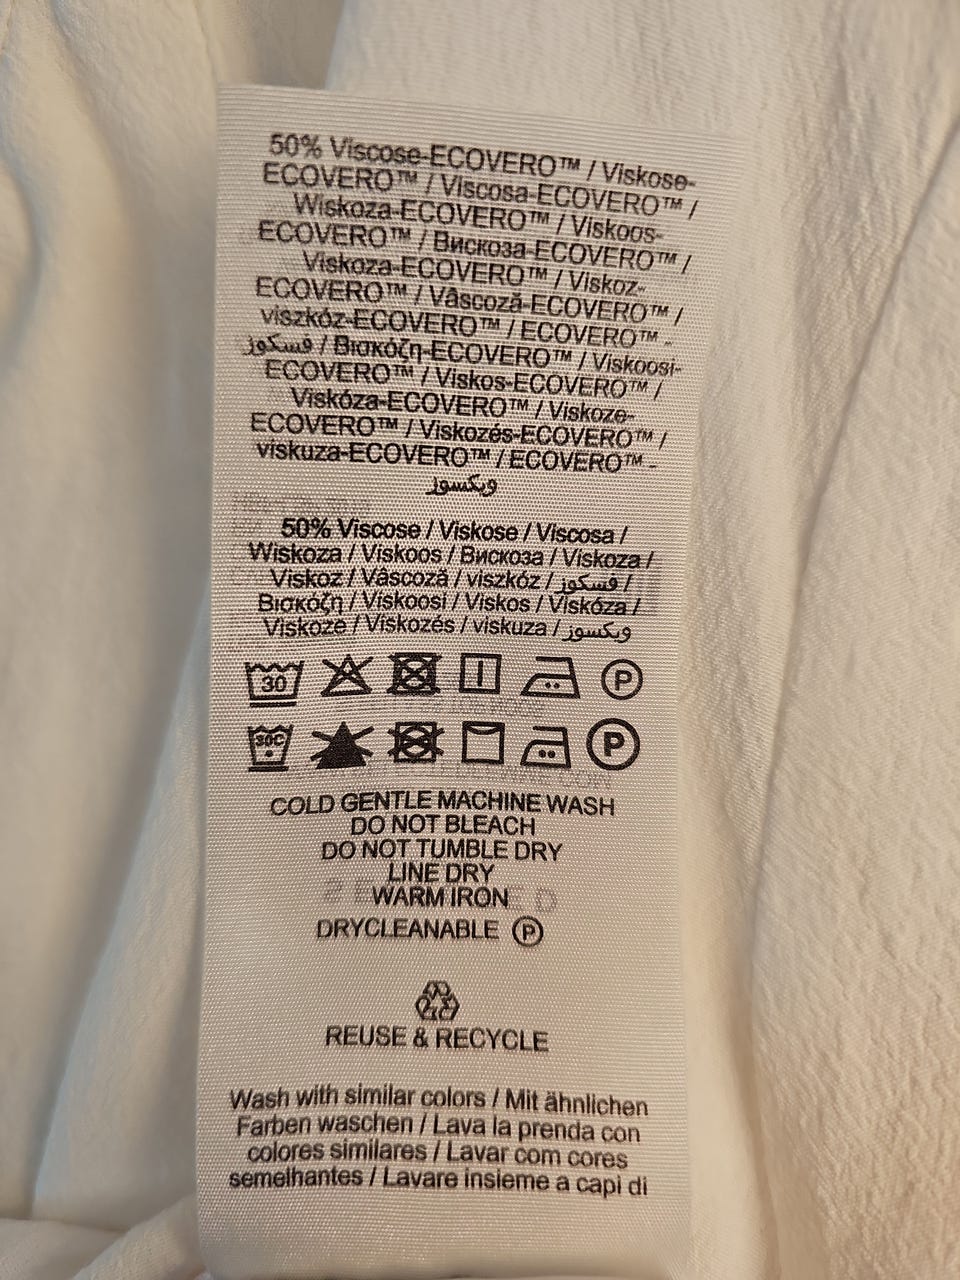 50% Viscose-ECOVERO™ / Viskose-
ECOVERO™ / Viscosa-ECOVERO™ /
Wiskoza-ECOVERO™ / Viskoos-
ECOVERO™ / Вискоза-ECOVERO™ /
Viskoza-ECOVERO™ / Viskoz-
ECOVERO™ / Vâscoză-ECOVERO™ /
viszkóz-ECOVERO™ / ECOVERO™ -
فسكوز / Βισκόζη-ECOVERO™ / Viskoosi-
ECOVERO™ / Viskos-ECOVERO™ /
Viskóza-ECOVERO™ / Viskoze-
ECOVERO™ / Viskozés-ECOVERO™ /
viskuza-ECOVERO™ / ECOVERO™ -
ویکسوز
50% Viscose / Viskose / Viscosa /
Wiskoza / Viskoos / Вискоза / Viskoza /
Viskoz / Vâscoză / viszkóz / فسكوز /
Βισκόζη / Viskoosi / Viskos / Viskóza /
Viskoze / Viskozés / viskuza / ویکسوز
30 P
30C P
COLD GENTLE MACHINE WASH
DO NOT BLEACH
DO NOT TUMBLE DRY
LINE DRY
WARM IRON
DRYCLEANABLE P
REUSE & RECYCLE
Wash with similar colors / Mit ähnlichen
Farben waschen / Lava la prenda con
colores similares / Lavar com cores
semelhantes / Lavare insieme a capi di